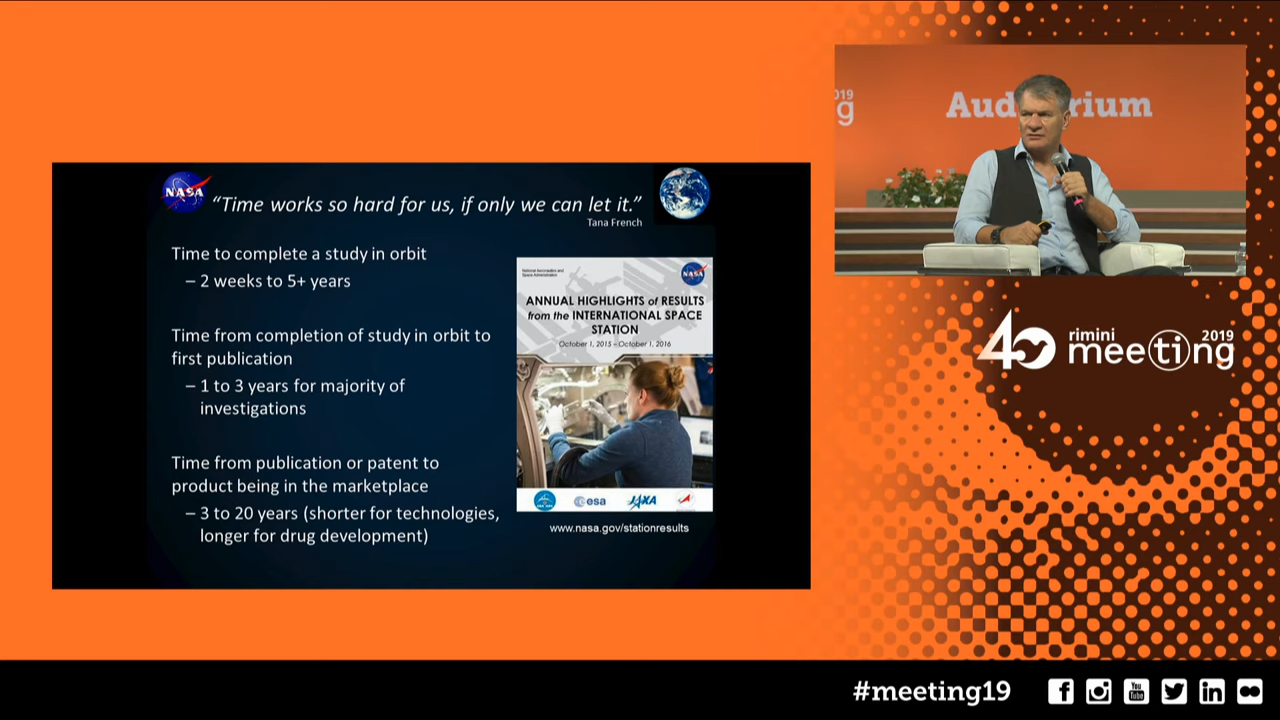 NASA
“Time works so hard for us, if only we can let it.”
Tana French
Time to complete a study in orbit
– 2 weeks to 5+ years
Time from completion of study in orbit to
first publication
– 1 to 3 years for majority of
investigations
Time from publication or patent to
product being in the marketplace
– 3 to 20 years (shorter for technologies,
longer for drug development)
National Aeronautics and
Space Administration
NASA
ANNUAL HIGHLIGHTS of RESULTS
from the INTERNATIONAL SPACE
STATION
October 1, 2015 – October 1, 2016
esa
JAXA
www.nasa.gov/stationresults
019
g
Aud rium
40
rimini
2019
meeting
#meeting19
You
Tube